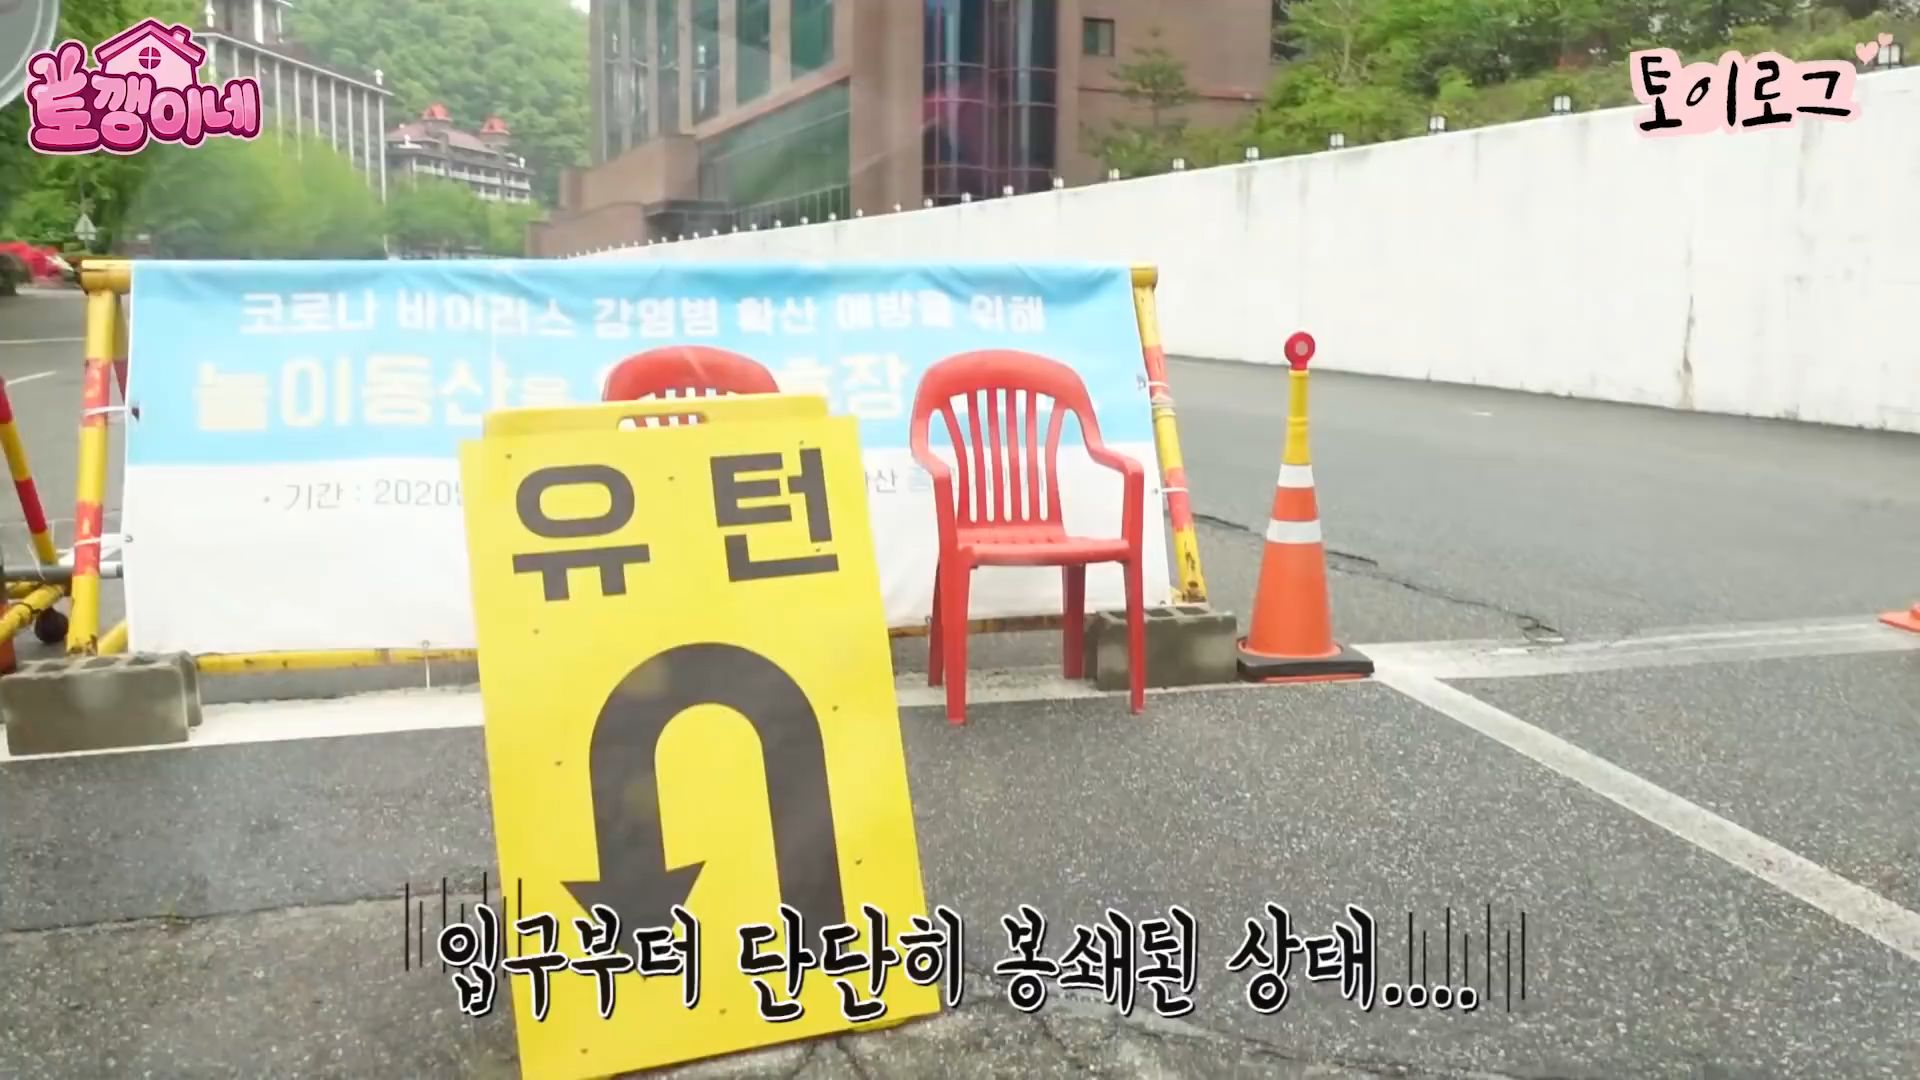 토깽이네
토이로그
코로나 바이러스 감염병 확산 예방을 위해
놀이동산을 장
• 기간 : 2020
유턴
입구부터 단단히 봉쇄된 상태....